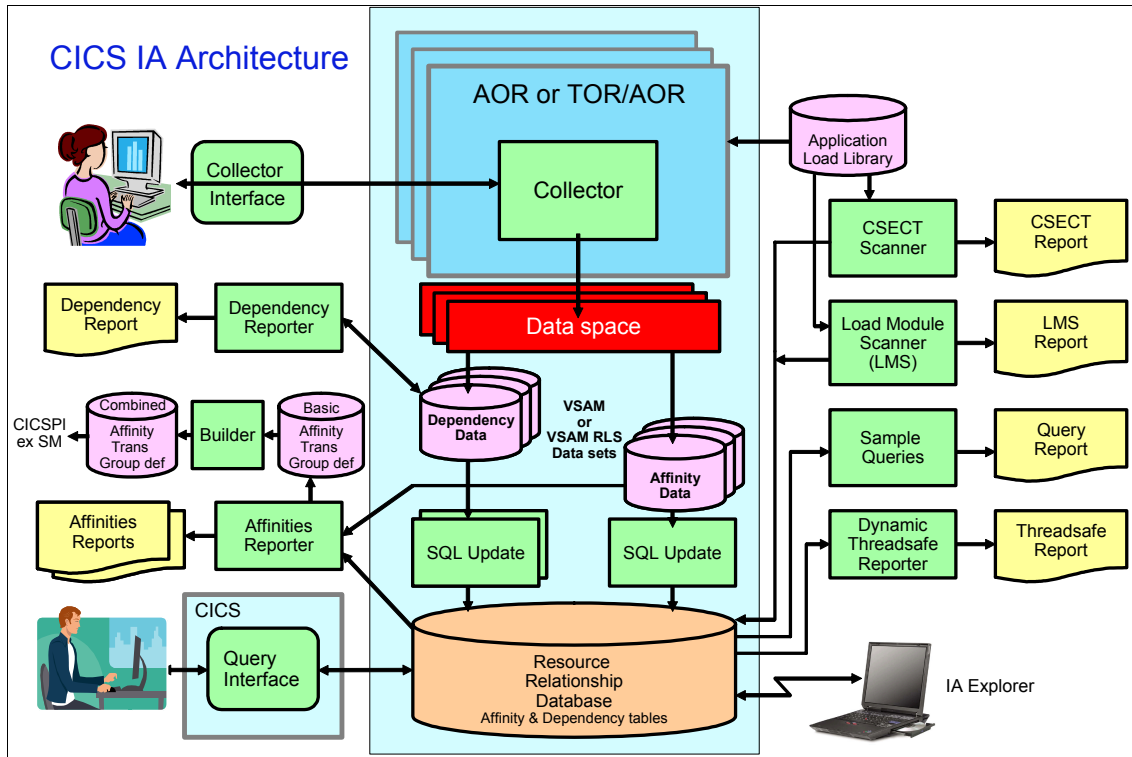 CICS IA Architecture
AOR or TOR/AOR
Application
Load Library
Collector
Interface
Collector
CSECT
Scanner
CSECT
Report
Dependency
Report
Dependency
Reporter
Data space
Load Module
Scanner
(LMS)
LMS
Report
Combined
Affinity
Trans
Group def
Builder
Basic
Affinity
Trans
Group def
CICSPl
ex SM
Dependency
Data
VSAM
or
VSAM RLS
Data sets
Affinity
Data
Sample
Queries
Query
Report
Affinities
Reports
Affinities
Reporter
SQL Update
SQL Update
Dynamic
Threadsafe
Reporter
Threadsafe
Report
CICS
Query
Interface
Resource
Relationship
Database
Affinity & Dependency tables
IA Explorer